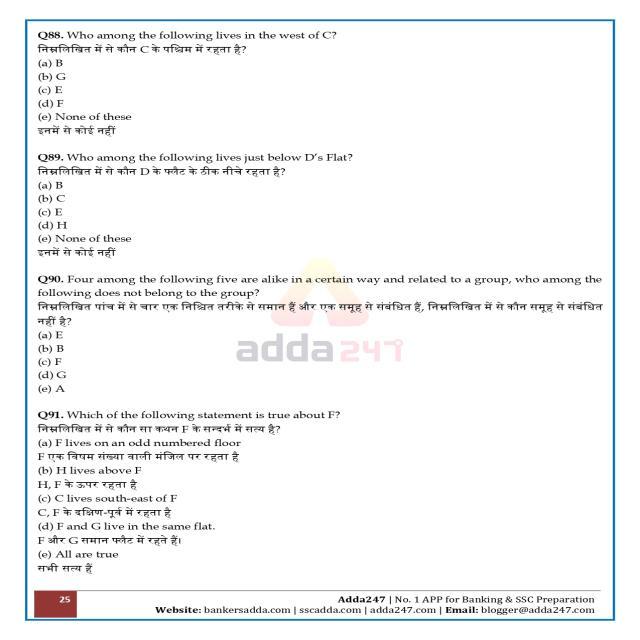 Q88. Who among the following lives in the west of C?
निम्नलिखित में से कौन C के पश्चिम में रहता है?
(a) B
(b) G
(c) E
(d) F
(e) None of these
इनमें से कोई नहीं
Q89. Who among the following lives just below D's Flat?
निम्नलिखित में से कौन D के फ्लैट के ठीक नीचे रहता है?
(a) B
(b) C
(c) E
(d) H
(e) None of these
इनमें से कोई नहीं
Q90. Four among the following five are alike in a certain way and related to a group, who among the
following does not belong to the group?
निम्नलिखित पांच में से चार एक निश्चित तरीके से समान हैं और एक समूह से संबंधित हैं, निम्नलिखित में से कौन समूह से संबंधित
नहीं है?
(a) E
(b) B
(c) F
(d) G
(e) A
adda247
Q91. Which of the following statement is true about F?
निम्नलिखित में से कौन सा कथन F के सन्दर्भ में सत्य है?
(a) F lives on an odd numbered floor
F एक विषम संख्या वाली मंजिल पर रहता है
(b) H lives above F
H, F के ऊपर रहता है
(c) C lives south-east of F
C, F के दक्षिण-पूर्व में रहता है
(d) F and G live in the same flat.
F और G समान फ्लैट में रहते हैं।
(e) All are true
सभी सत्य हैं
25
Adda247 | No. 1 APP for Banking & SSC Preparation
Website: bankersadda.com | sscadda.com | adda247.com | Email: blogger@adda247.com